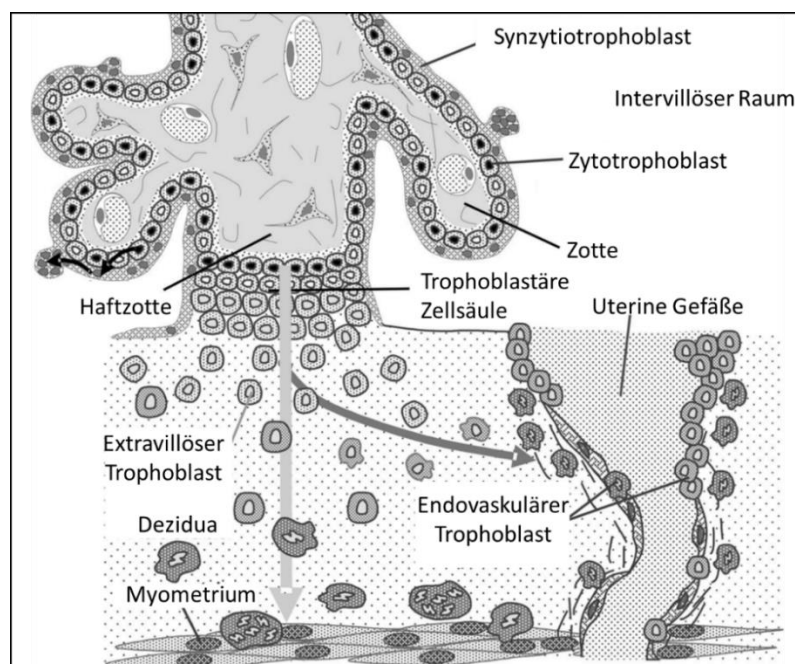 Synzytiotrophoblast
Intervillöser Raum
Zytotrophoblast
Zotte
Haftzotte
Trophoblastäre
Zellsäule
Uterine Gefäße
Extravillöser
Trophoblast
Endovaskulärer
Trophoblast
Dezidua
Myometrium